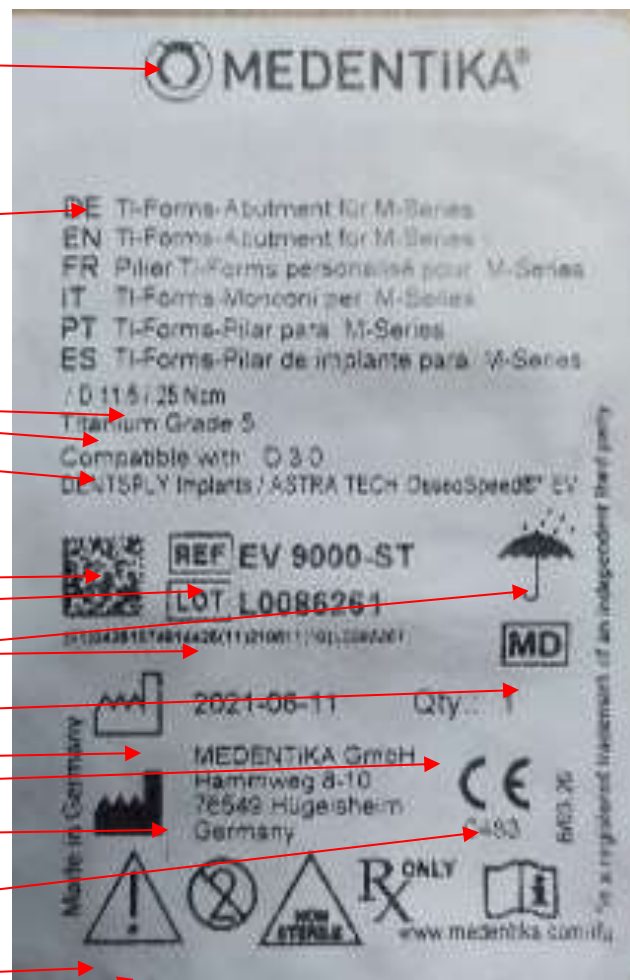 MEDENTiKA®
DE Ti-Forms-Abutment für M-Series
EN Ti-Forms-Abutment for M-Series
FR Pilier Ti-Forms personalisé pour M-Series
IT Ti-Forms-Monconi per M-Series
PT Ti-Forms-Pilar para M-Series
ES Ti-Forms-Pilar de implante para M-Series
/ D 11.5 / 25 Ncm
Titanium Grade 5
Compatible with D 3.0
DENTSPLY Implants / ASTRA TECH OsseoSpeed®* EV
REF EV 9000-ST
LOT L0086261
MD
2021-06-11 Qty.: 1
MEDENTiKA GmbH
Hammweg 8-10
76549 Hügelsheim
Germany
CE
0483
Made in Germany
NON
STERILE
Rx ONLY
www.medentika.com/ifu
*is a registered trademark of an independent third party